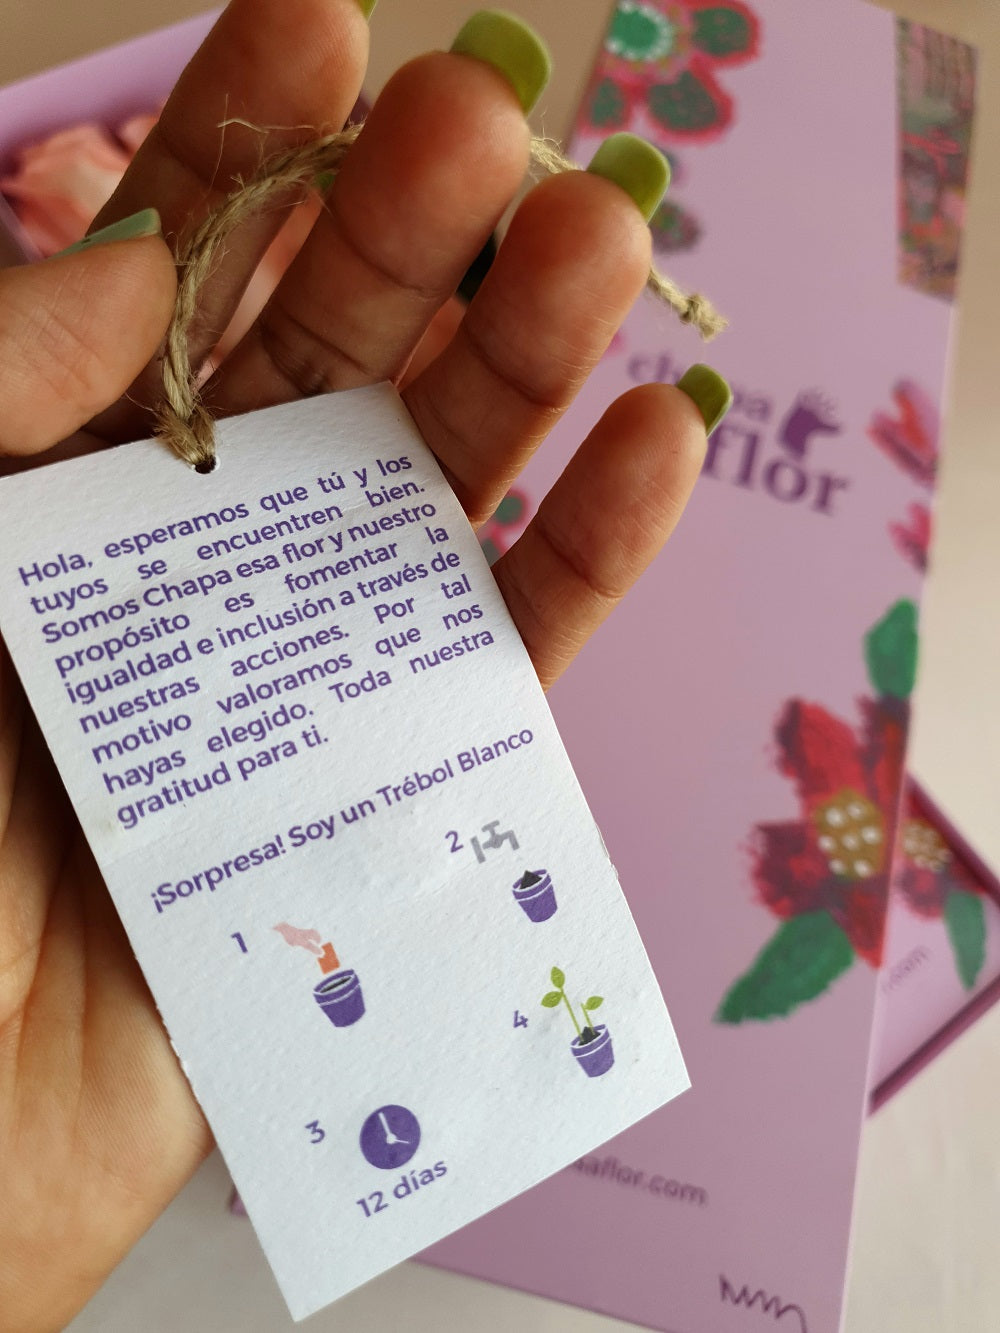 Hola, esperamos que tú y los
tuyos se encuentren bien.
Somos Chapa esa flor y nuestro
propósito es fomentar la
igualdad e inclusión a través de
nuestras acciones. Por tal
motivo valoramos que nos
hayas elegido. Toda nuestra
gratitud para ti.
¡Sorpresa! Soy un Trébol Blanco
1
2
3
4
12 días
chapa
flor